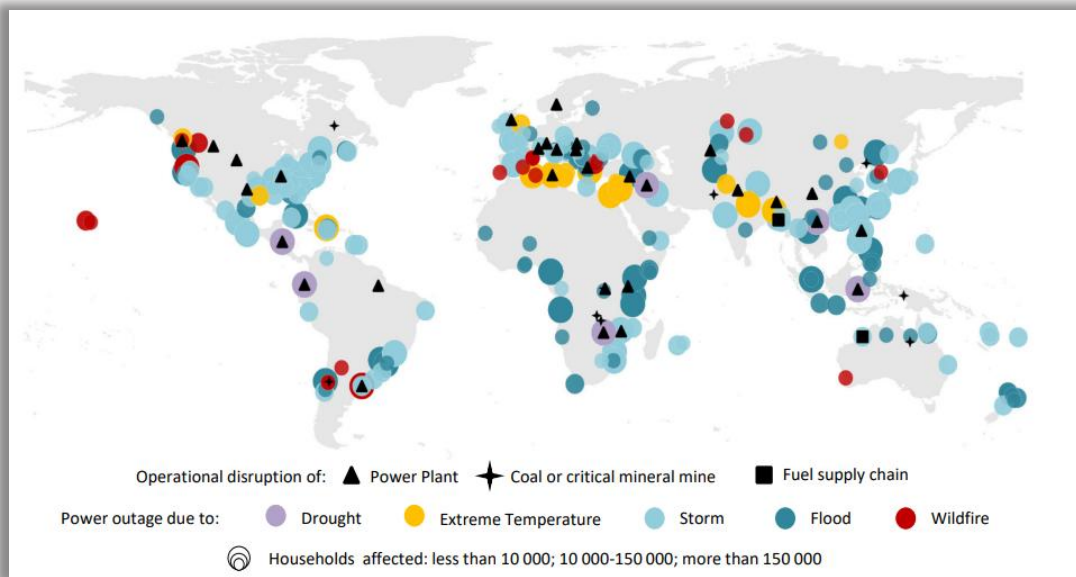 Operational disruption of: Power Plant Coal or critical mineral mine Fuel supply chain
Power outage due to: Drought Extreme Temperature Storm Flood Wildfire
Households affected: less than 10 000; 10 000-150 000; more than 150 000